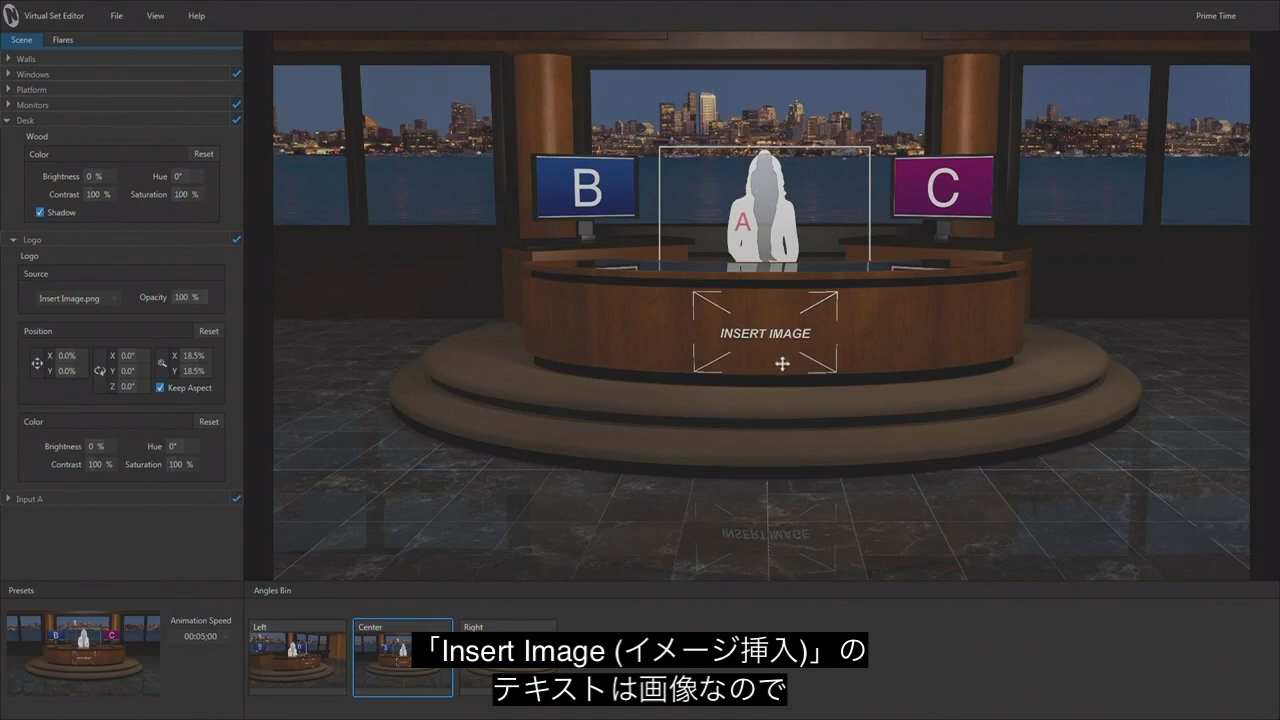 Virtual Set Editor File View Help Prime Time
Scene Flares
Walls
Windows
Platform
Monitors
Desk
Wood
Color Reset
Brightness 0 % Hue 0°
Contrast 100 % Saturation 100 %
Shadow
Logo
Logo
Source
Insert Image.png Opacity 100 %
Position Reset
X 0.0% X 0.0° X 18.5%
Y 0.0% Y 0.0° Y 18.5%
Z 0.0° Keep Aspect
Color Reset
Brightness 0 % Hue 0°
Contrast 100 % Saturation 100 %
Input A
B
A
C
INSERT IMAGE
INSERT IMAGE
Presets
Animation Speed
00:05;00
B
C
Angles Bin
Left
Center
Right
「Insert Image (イメージ挿入)」の
テキストは画像なので